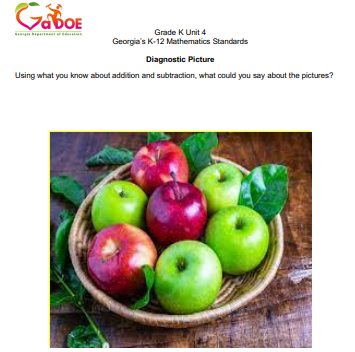 GaDOE
Georgia Department of Education
Grade K Unit 4
Georgia's K-12 Mathematics Standards
Diagnostic Picture
Using what you know about addition and subtraction, what could you say about the pictures?